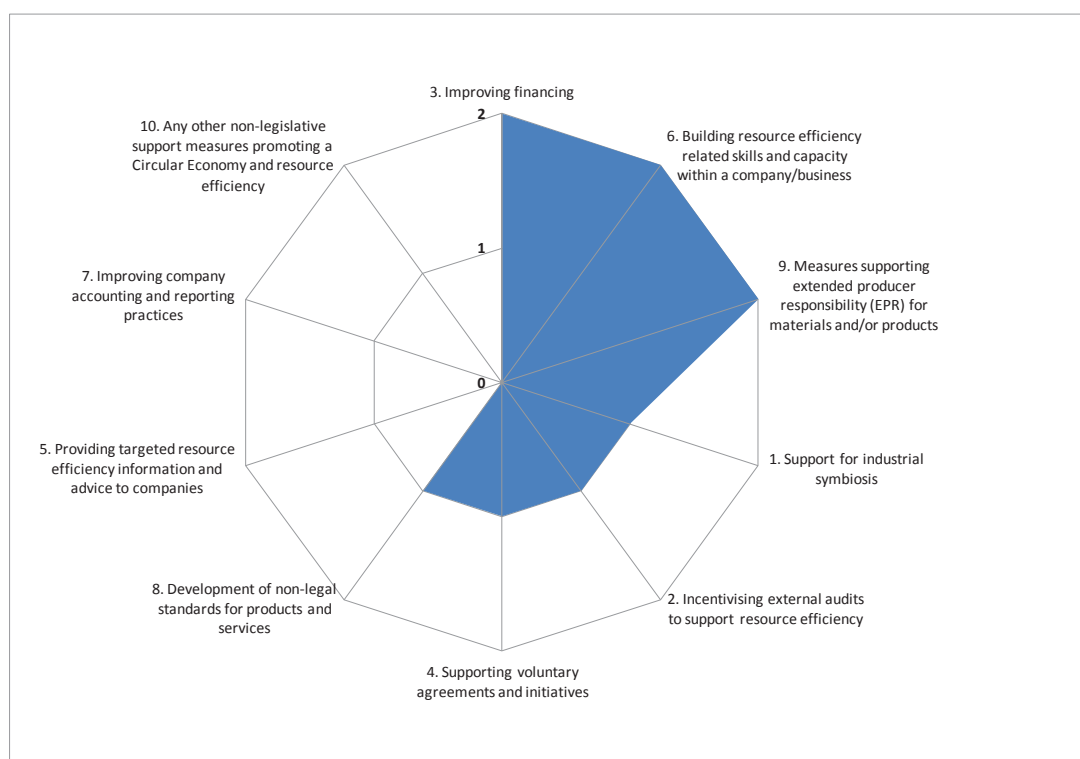 3. Improving financing
2
10. Any other non-legislative
support measures promoting a
Circular Economy and resource
efficiency
6. Building resource efficiency
related skills and capacity
within a company/business
1
7. Improving company
accounting and reporting
practices
9. Measures supporting
extended producer
responsibility (EPR) for
materials and/or products
0
5. Providing targeted resource
efficiency information and
advice to companies
1. Support for industrial
symbiosis
8. Development of non-legal
standards for products and
services
2. Incentivising external audits
to support resource efficiency
4. Supporting voluntary
agreements and initiatives